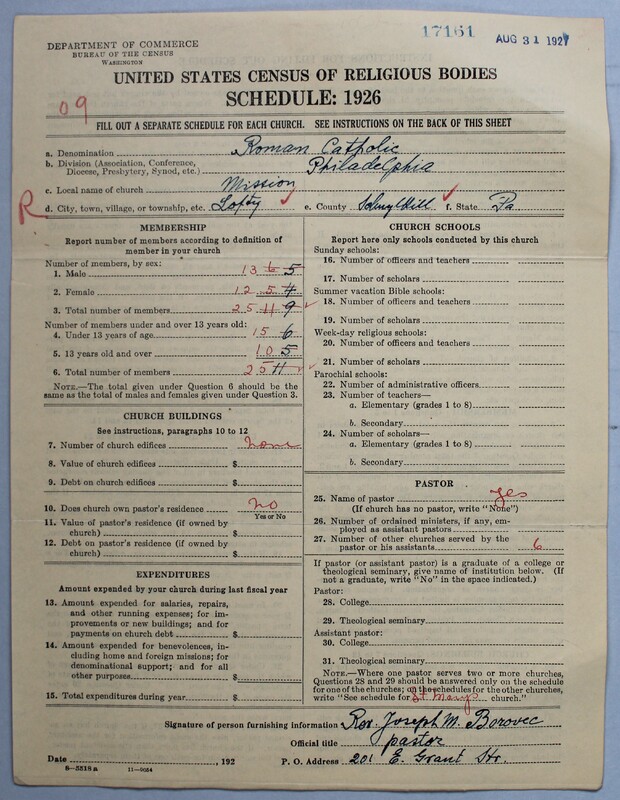 17161
AUG 31 1927
DEPARTMENT OF COMMERCE
BUREAU OF THE CENSUS
WASHINGTON
UNITED STATES CENSUS OF RELIGIOUS BODIES
SCHEDULE: 1926
09
FILL OUT A SEPARATE SCHEDULE FOR EACH CHURCH. SEE INSTRUCTIONS ON THE BACK OF THIS SHEET
a. Denomination Roman Catholic
b. Division (Association, Conference,
Diocese, Presbytery, Synod, etc.) Philadelphia
c. Local name of church Mission
R d. City, town, village, or township, etc. Lofty e. County Schuylkill f. State Pa
MEMBERSHIP
Report number of members according to definition of
member in your church
Number of members, by sex:
1. Male 13
2. Female 12
3. Total number of members 25
Number of members under and over 13 years old:
4. Under 13 years of age 15
5. 13 years old and over 10
6. Total number of members 25
NOTE.—The total given under Question 6 should be the
same as the total of males and females given under Question 3.
CHURCH BUILDINGS
See instructions, paragraphs 10 to 12
7. Number of church edifices none
8. Value of church edifices $
9. Debt on church edifices $
10. Does church own pastor's residence no
Yes or No
11. Value of pastor's residence (if owned by
church) $
12. Debt on pastor's residence (if owned by
church) $
EXPENDITURES
Amount expended by your church during last fiscal year
13. Amount expended for salaries, repairs,
and other running expenses; for im-
provements or new buildings; and for
payments on church debt $
14. Amount expended for benevolences, in-
cluding home and foreign missions; for
denominational support; and for all
other purposes $
15. Total expenditures during year $
CHURCH SCHOOLS
Report here only schools conducted by this church
Sunday schools:
16. Number of officers and teachers
17. Number of scholars
Summer vacation Bible schools:
18. Number of officers and teachers
19. Number of scholars
Week-day religious schools:
20. Number of officers and teachers
21. Number of scholars
Parochial schools:
22. Number of administrative officers
23. Number of teachers—
a. Elementary (grades 1 to 8)
b. Secondary
24. Number of scholars—
a. Elementary (grades 1 to 8)
b. Secondary
PASTOR
25. Name of pastor yes
(If church has no pastor, write "None")
26. Number of ordained ministers, if any, em-
ployed as assistant pastors
27. Number of other churches served by the
pastor or his assistants 6
If pastor (or assistant pastor) is a graduate of a college or
theological seminary, give name of institution below. (If
not a graduate, write "No" in the space indicated.)
Pastor:
28. College
29. Theological seminary
Assistant pastor:
30. College
31. Theological seminary
NOTE.—Where one pastor serves two or more churches,
Questions 28 and 29 should be answered only on the schedule
for one of the churches; on the schedules for the other churches,
write "See schedule for St Marys church."
Signature of person furnishing information Rev. Joseph M. Borovec
Official title pastor
Date , 192 P. O. Address 201 E. Grant Str.
8—5518a 11—9054